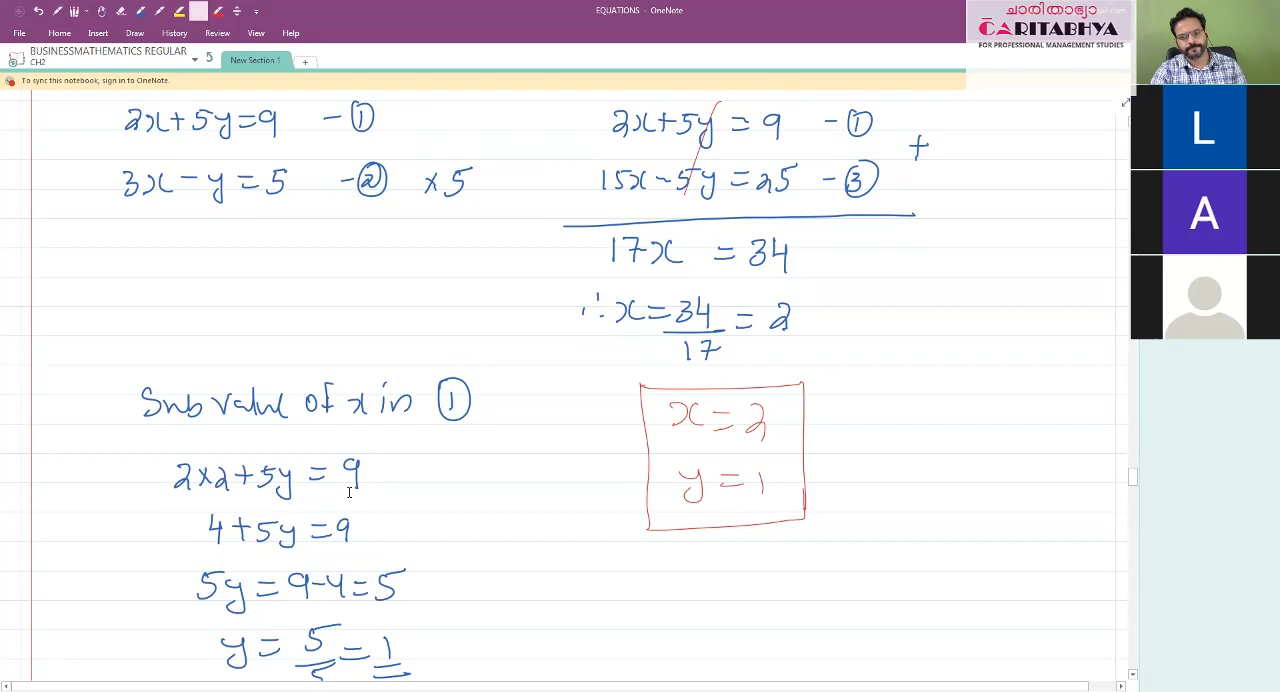 EQUATIONS - OneNote
File Home Insert Draw History Review View Help
BUSINESSMATHEMATICS REGULAR
CH2
New Section 1
To sync this notebook, sign in to OneNote.
ചാരിതാഭ്യാ
CARITABHYA
FOR PROFESSIONAL MANAGEMENT STUDIES
L
A
2x+5y=9 -①
3x-y=5 -② ×5
2x+5y=9 -①
15x-5y=25 -③
+
17x =34
∴x=34/17=2
Sub value of x in ①
2×2+5y=9
4+5y=9
5y=9-4=5
y=5/5=1
x=2
y=1